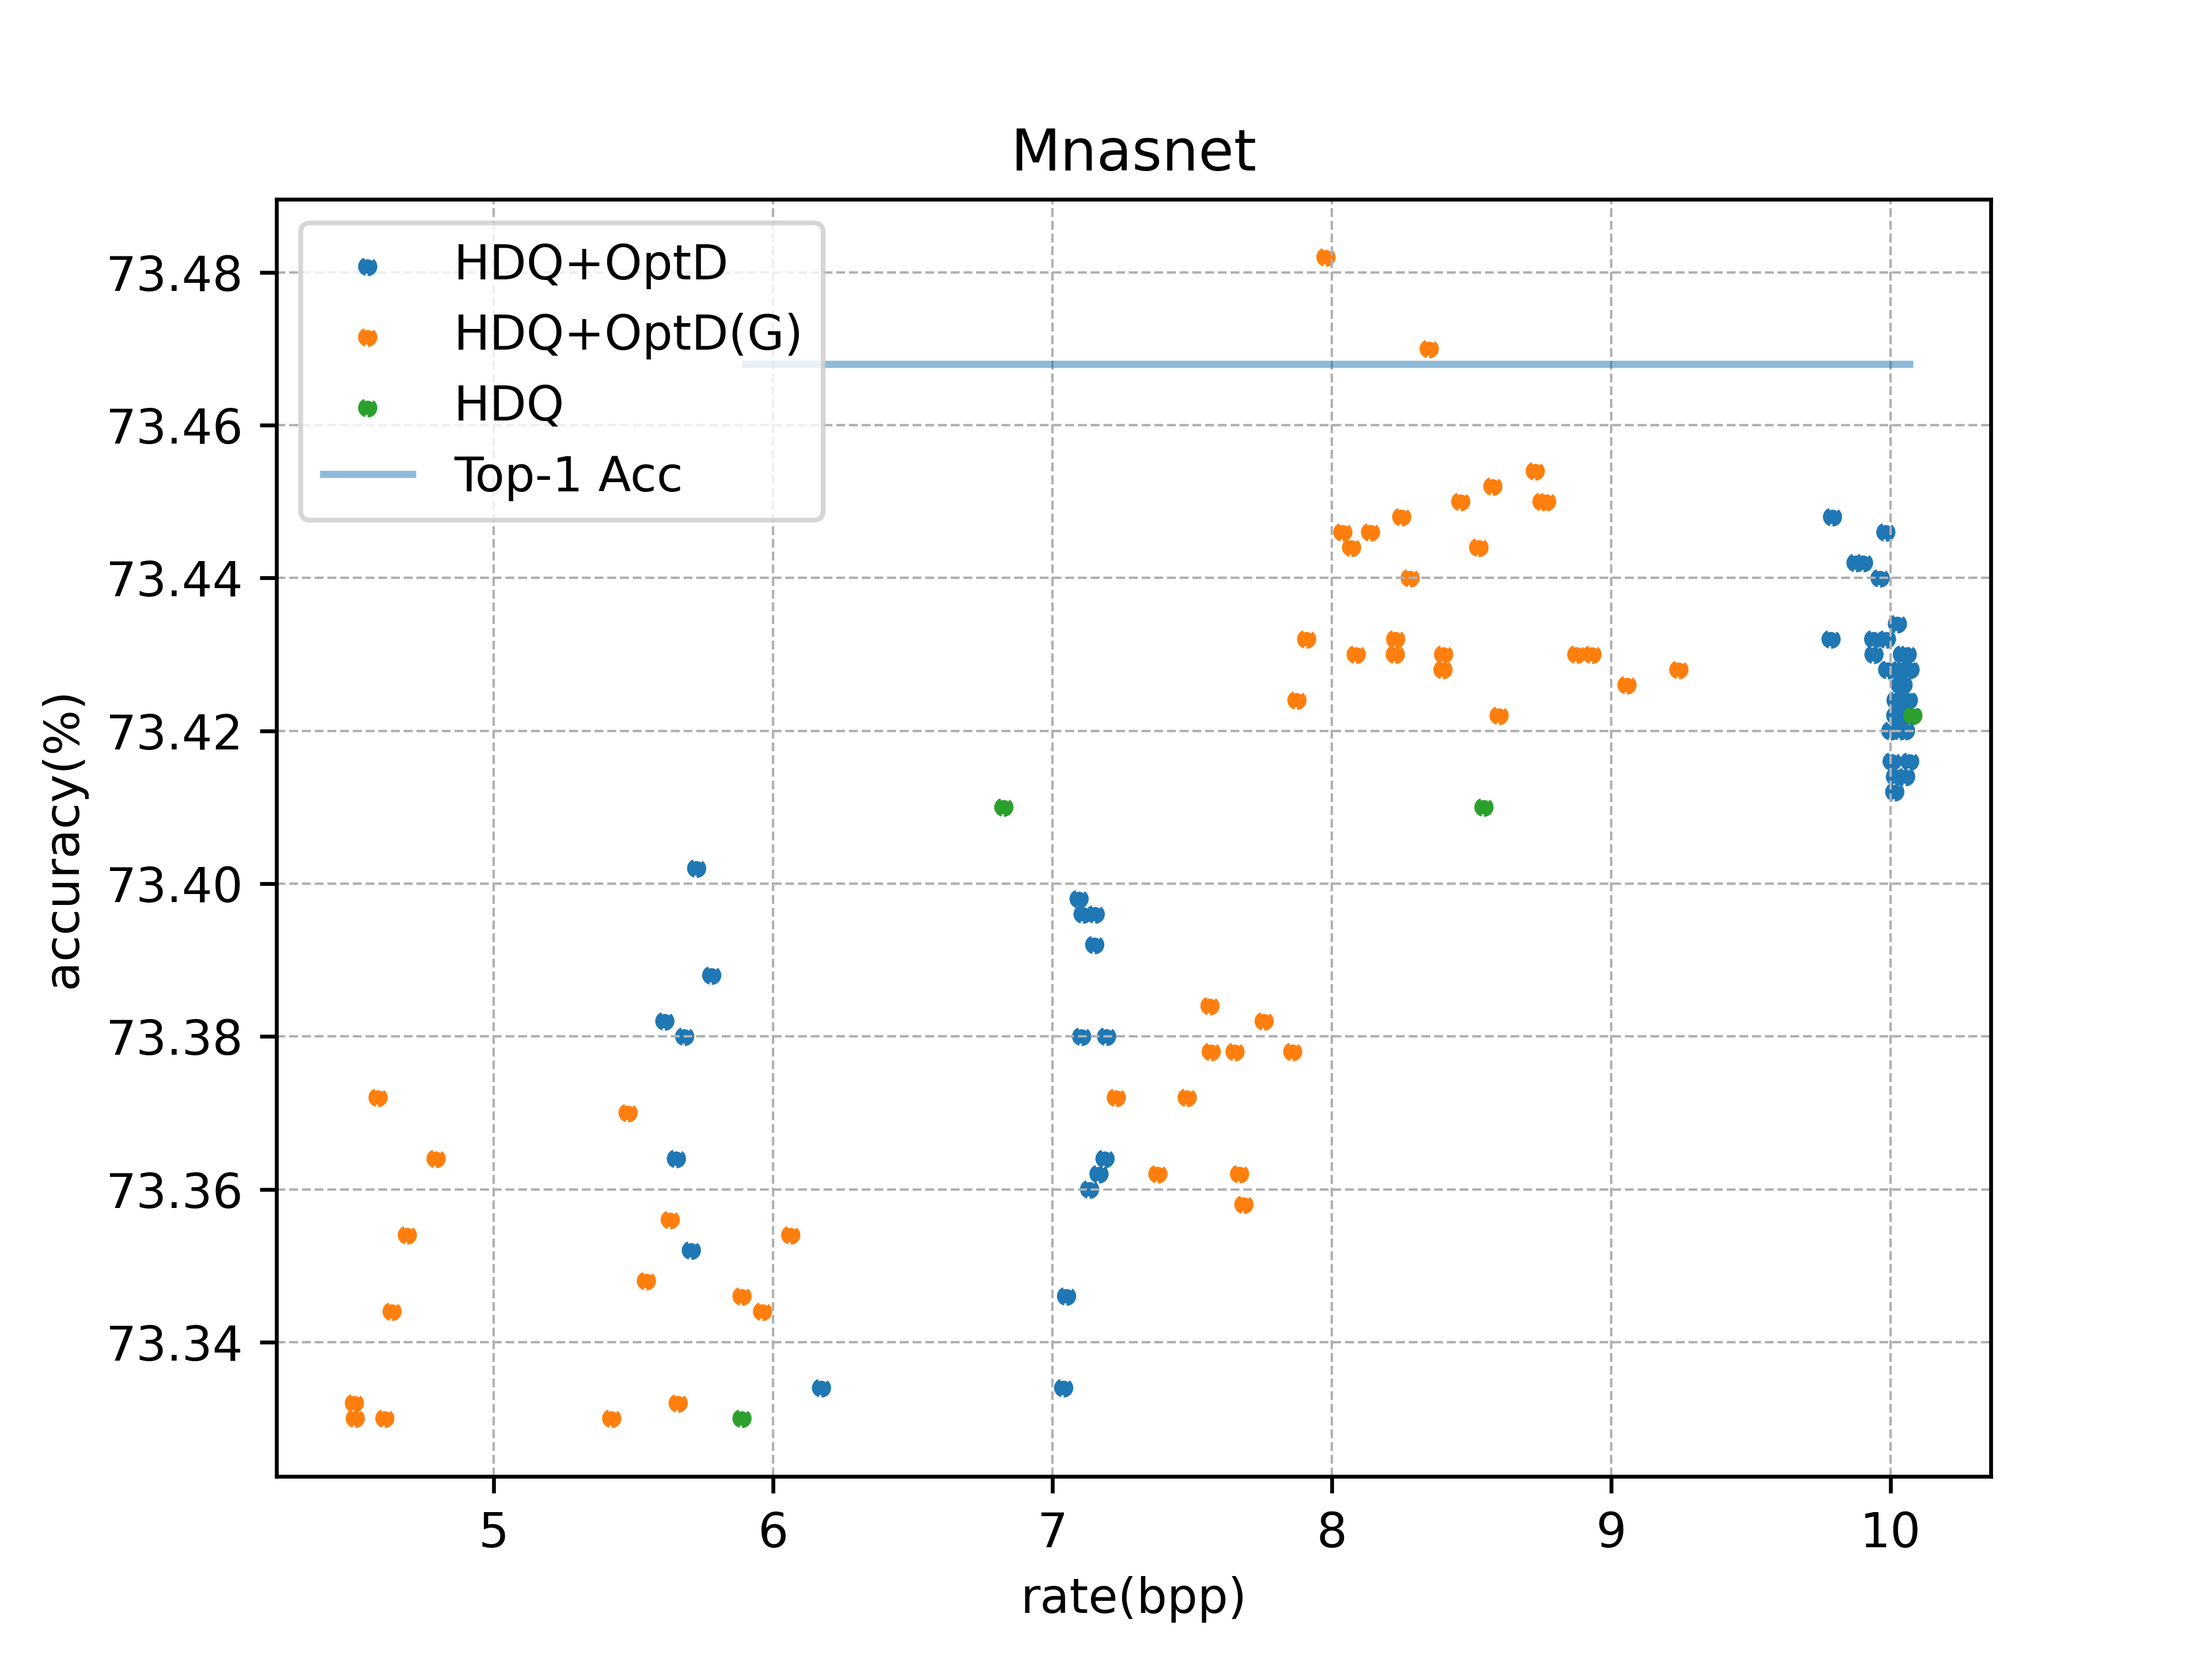 Mnasnet
HDQ+OptD
HDQ+OptD(G)
HDQ
Top-1 Acc
73.48
73.46
73.44
73.42
73.40
73.38
73.36
73.34
accuracy(%)
5 6 7 8 9 10
rate(bpp)